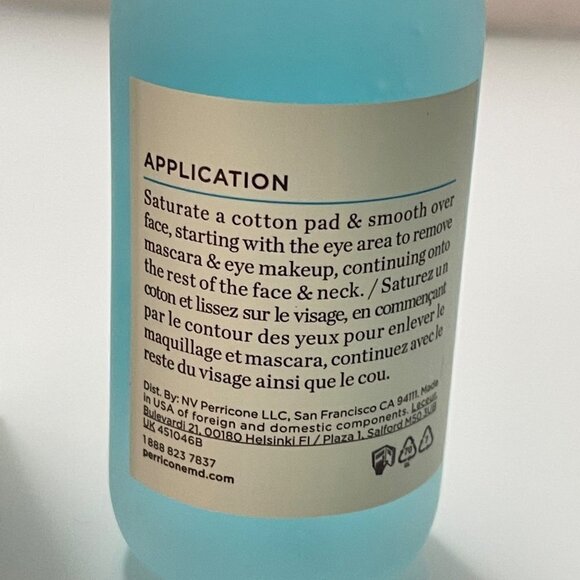 APPLICATION
Saturate a cotton pad & smooth over
face, starting with the eye area to remove
mascara & eye makeup, continuing onto
the rest of the face & neck. / Saturez un
coton et lissez sur le visage, en commençant
par le contour des yeux pour enlever le
maquillage et mascara, continuez avec le
reste du visage ainsi que le cou.
Dist. By: NV Perricone LLC, San Francisco CA 94111. Made
in USA of foreign and domestic components. Leceur,
Bulevardi 21, 00180 Helsinki FI / Plaza 1, Salford M50 3UB
UK 451046B
1 888 823 7837
perriconemd.com